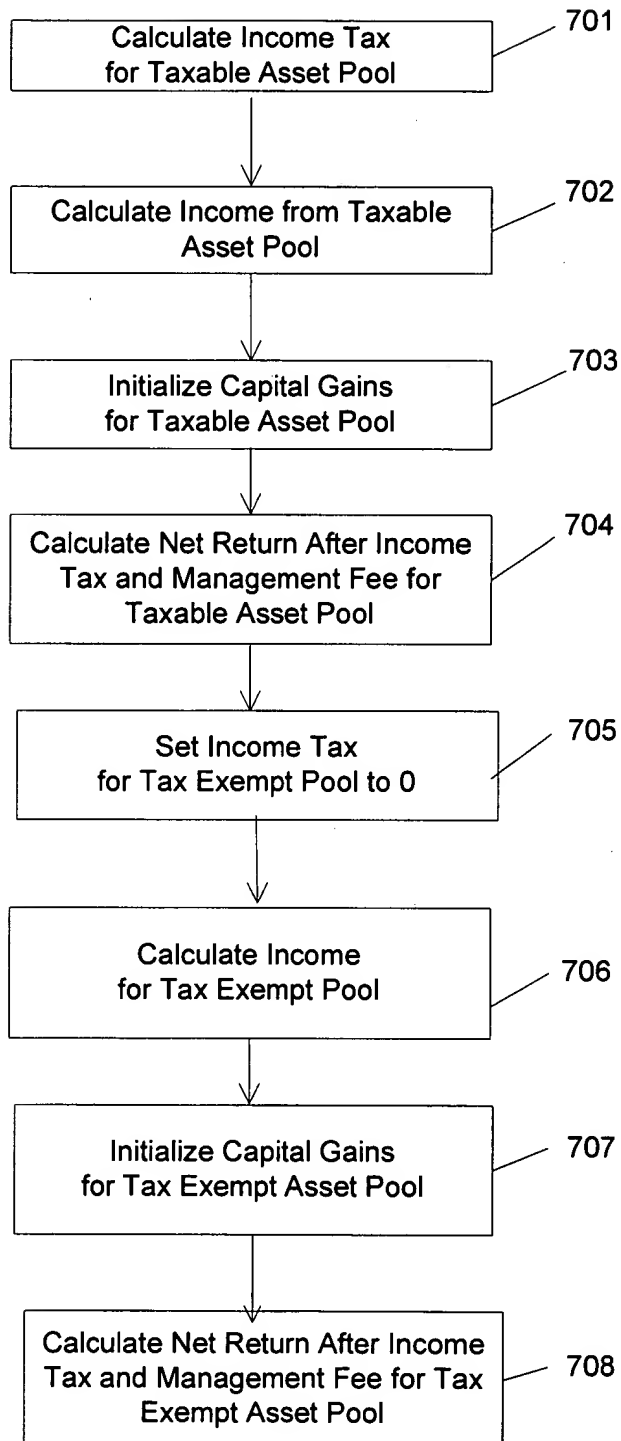 701
Calculate Income Tax
for Taxable Asset Pool
702
Calculate Income from Taxable
Asset Pool
703
Initialize Capital Gains
for Taxable Asset Pool
704
Calculate Net Return After Income
Tax and Management Fee for
Taxable Asset Pool
705
Set Income Tax
for Tax Exempt Pool to 0
Calculate Income
for Tax Exempt Pool
706
Initialize Capital Gains
for Tax Exempt Asset Pool
707
Calculate Net Return After Income
Tax and Management Fee for Tax
Exempt Asset Pool
708